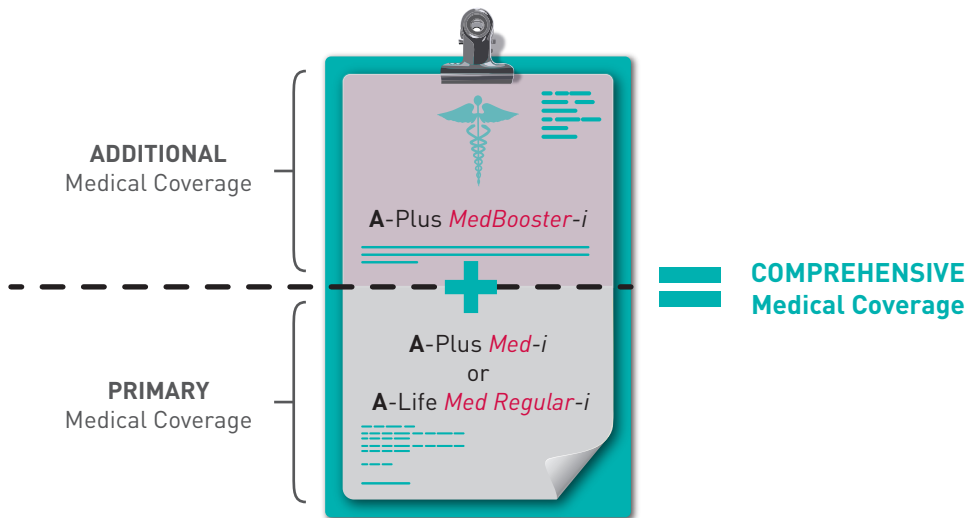 ADDITIONAL
Medical Coverage
A-Plus MedBooster-i
COMPREHENSIVE
Medical Coverage
A-Plus Med-i
or
A-Life Med Regular-i
PRIMARY
Medical Coverage